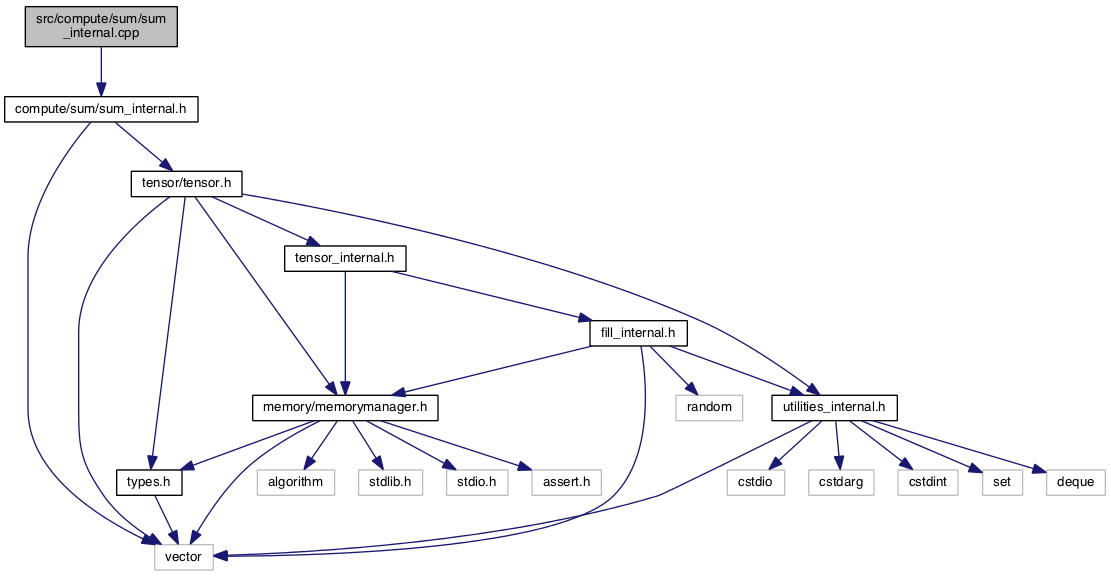 src/compute/sum/sum
_internal.cpp
compute/sum/sum_internal.h
tensor/tensor.h
tensor_internal.h
fill_internal.h
memory/memorymanager.h
random
utilities_internal.h
types.h
algorithm
stdlib.h
stdio.h
assert.h
cstdio
cstdarg
cstdint
set
deque
vector